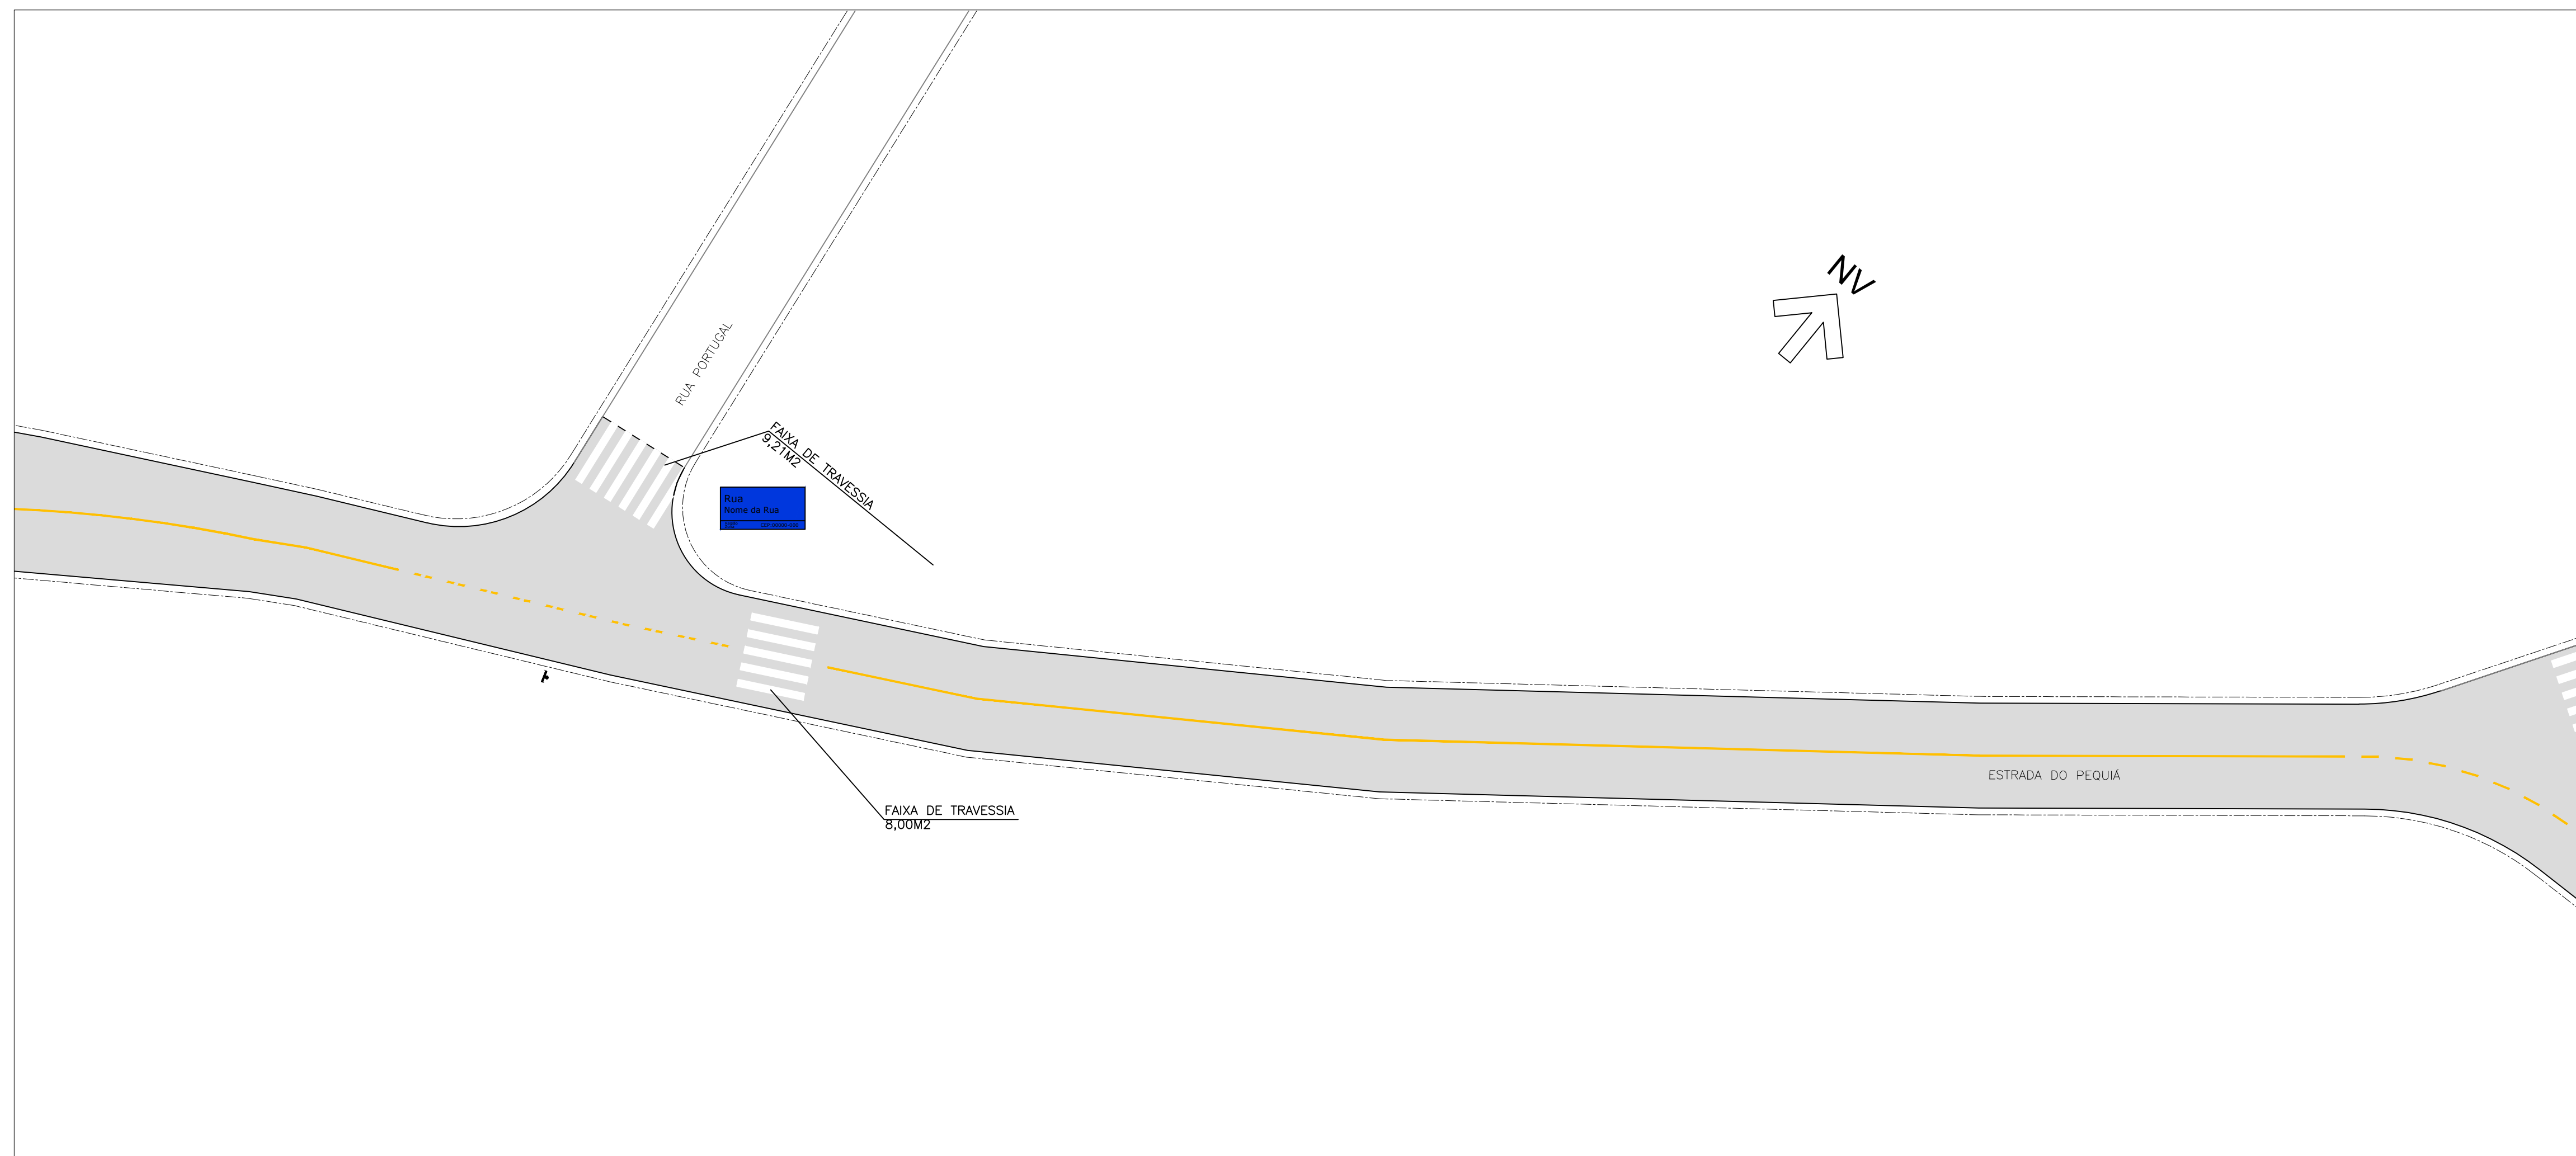 NV
RUA PORTUGAL
FAIXA DE TRAVESSIA
9,21M2
Rua
Nome da Rua
ESTRADA DO PEQUIÁ
FAIXA DE TRAVESSIA
8,00M2